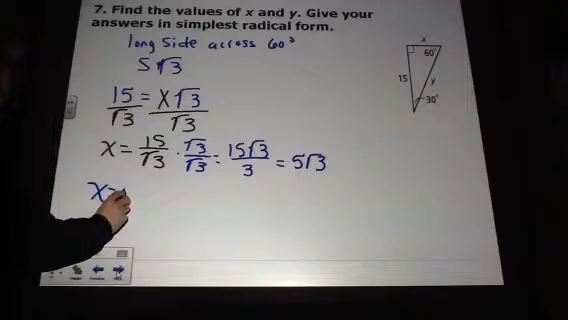 7. Find the values of x and y. Give your
answers in simplest radical form.
long side across 60°
S√3
15/√3 = x√3/√3
x = 15/√3 · √3/√3 = 15√3/3 = 5√3
x=
x
60°
15
y
30°